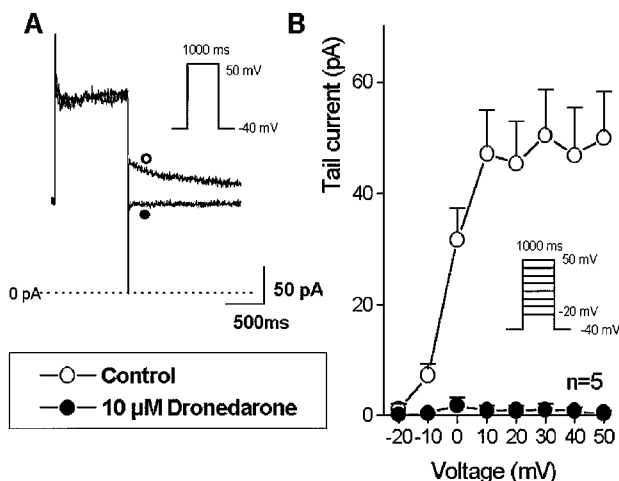 A
1000 ms
50 mV
-40 mV
0 pA
50 pA
500ms
Control
10 µM Dronedarone
B
Tail current (pA)
60
40
20
0
1000 ms
50 mV
-20 mV
-40 mV
n=5
-20 -10 0 10 20 30 40 50
Voltage (mV)